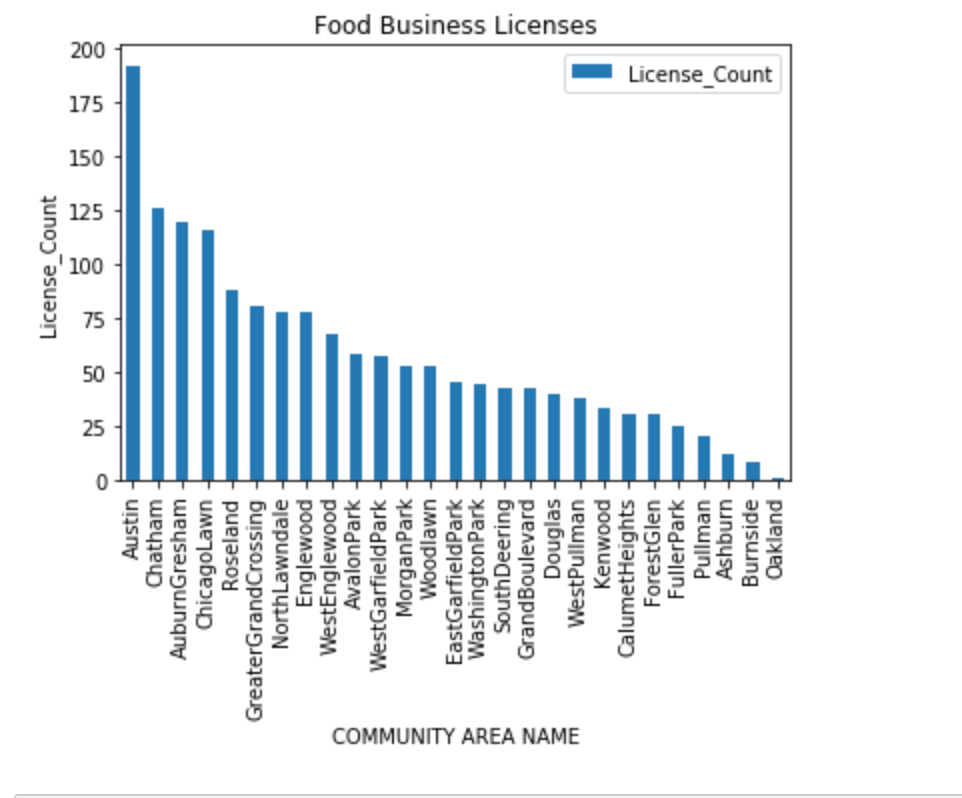 Food Business Licenses
License_Count
200
175
150
125
100
75
50
25
0
License_Count
Austin
Chatham
AuburnGresham
ChicagoLawn
Roseland
GreaterGrandCrossing
NorthLawndale
Englewood
WestEnglewood
AvalonPark
WestGarfieldPark
MorganPark
Woodlawn
EastGarfieldPark
WashingtonPark
SouthDeering
GrandBoulevard
Douglas
WestPullman
Kenwood
CalumetHeights
ForestGlen
FullerPark
Pullman
Ashburn
Burnside
Oakland
COMMUNITY AREA NAME